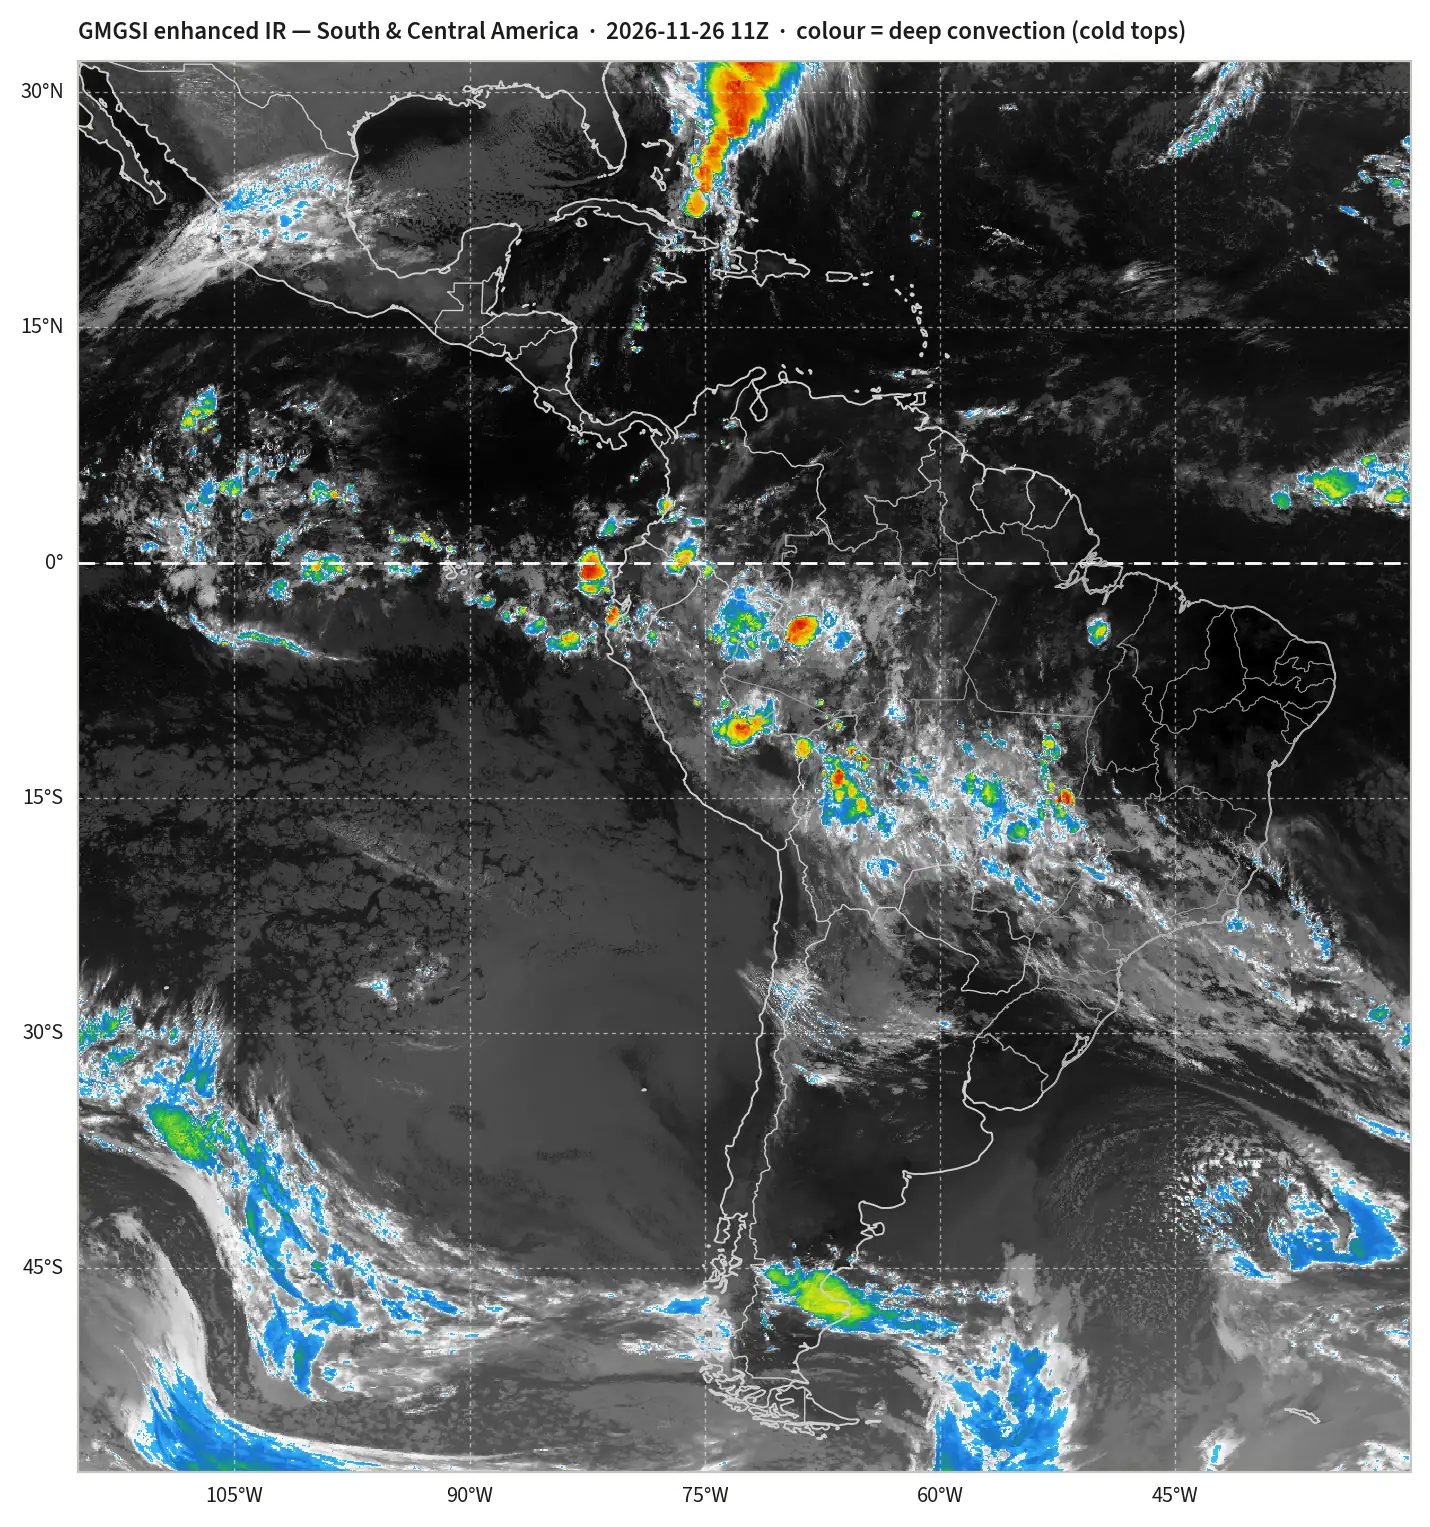 GMGSI enhanced IR — South & Central America · 2026-11-26 11Z · colour = deep convection (cold tops)
30°N
15°N
0°
15°S
30°S
45°S
105°W 90°W 75°W 60°W 45°W